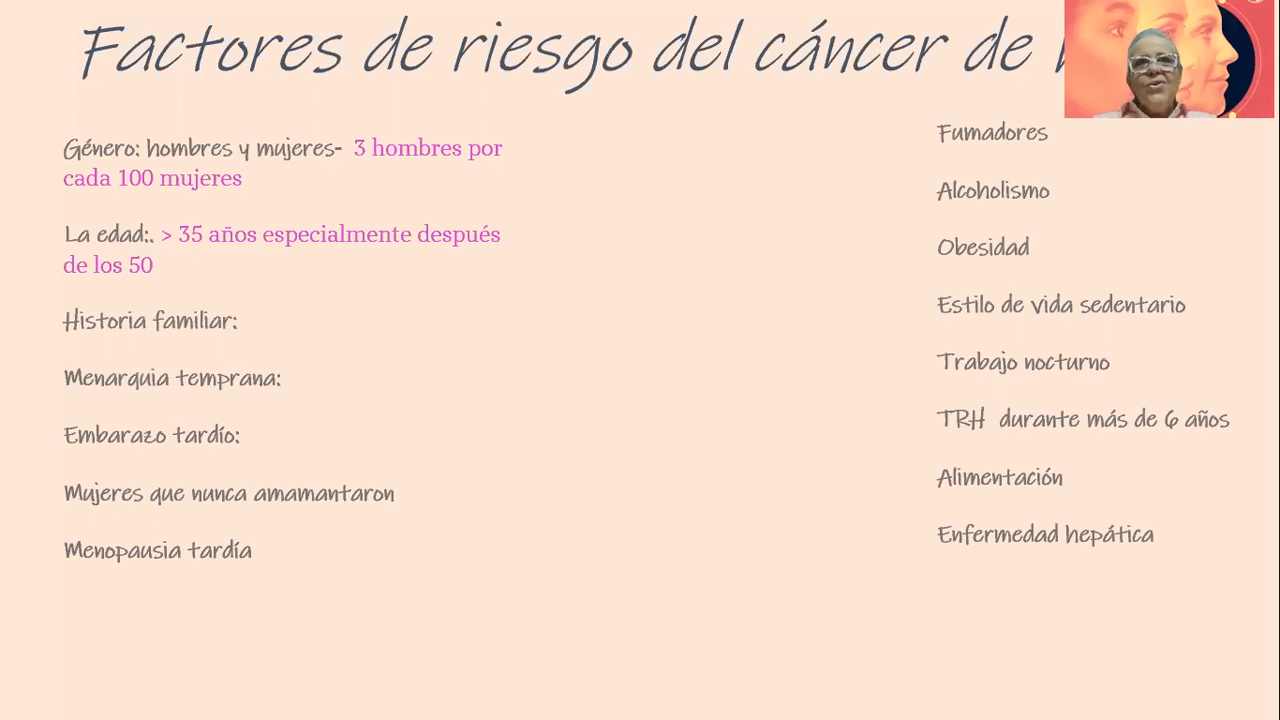 Factores de riesgo del cáncer de
Género: hombres y mujeres- 3 hombres por
cada 100 mujeres
La edad:. > 35 años especialmente después
de los 50
Historia familiar:
Menarquia temprana:
Embarazo tardío:
Mujeres que nunca amamantaron
Menopausia tardía
Fumadores
Alcoholismo
Obesidad
Estilo de vida sedentario
Trabajo nocturno
TRH durante más de 6 años
Alimentación
Enfermedad hepática